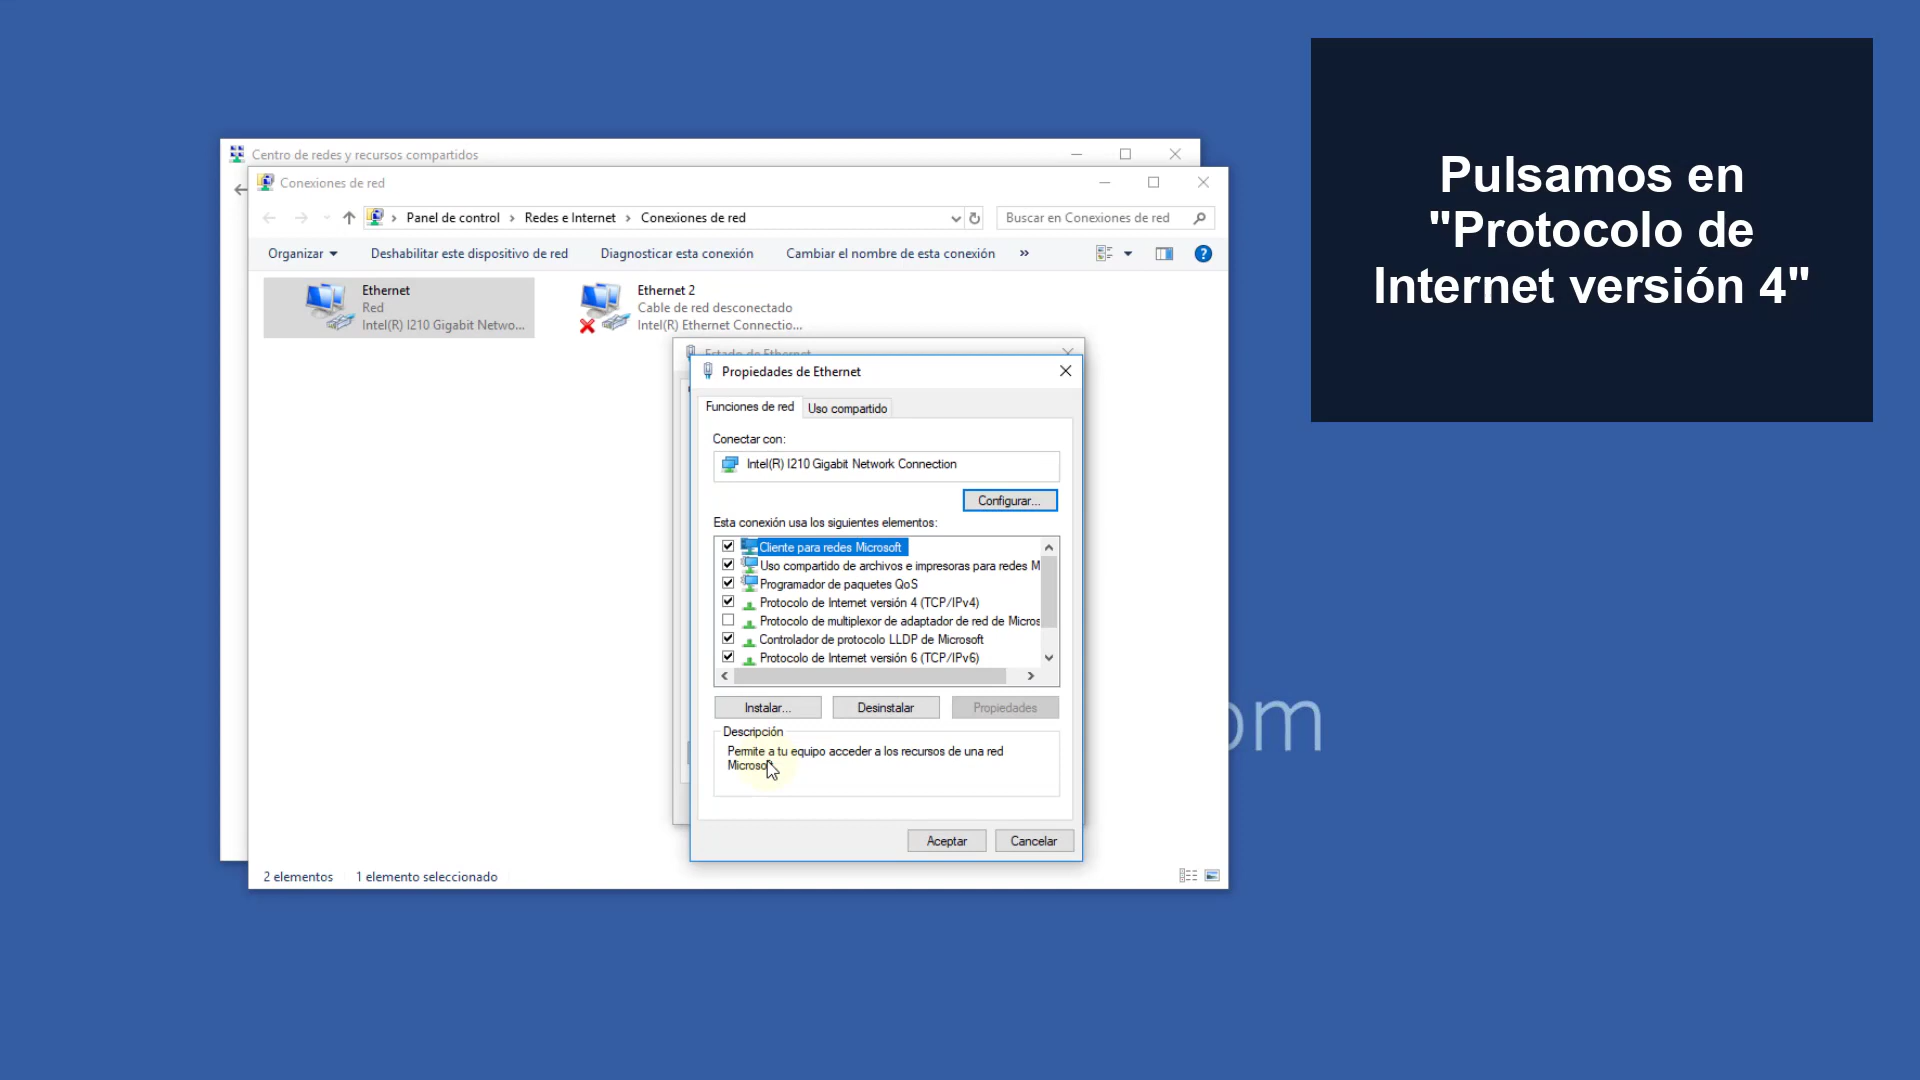 Pulsamos en
"Protocolo de
Internet versión 4"
Centro de redes y recursos compartidos
Conexiones de red
Panel de control > Redes e Internet > Conexiones de red
Buscar en Conexiones de red
Organizar
Deshabilitar este dispositivo de red
Diagnosticar esta conexión
Cambiar el nombre de esta conexión
»
Ethernet
Red
Intel(R) I210 Gigabit Netwo...
Ethernet 2
Cable de red desconectado
Intel(R) Ethernet Connectio...
Estado de Ethernet
Propiedades de Ethernet
Funciones de red
Uso compartido
Conectar con:
Intel(R) I210 Gigabit Network Connection
Configurar...
Esta conexión usa los siguientes elementos:
Cliente para redes Microsoft
Uso compartido de archivos e impresoras para redes M
Programador de paquetes QoS
Protocolo de Internet versión 4 (TCP/IPv4)
Protocolo de multiplexor de adaptador de red de Micros
Controlador de protocolo LLDP de Microsoft
Protocolo de Internet versión 6 (TCP/IPv6)
Instalar...
Desinstalar
Propiedades
Descripción
Permite a tu equipo acceder a los recursos de una red
Microsoft.
Aceptar
Cancelar
om
2 elementos
1 elemento seleccionado